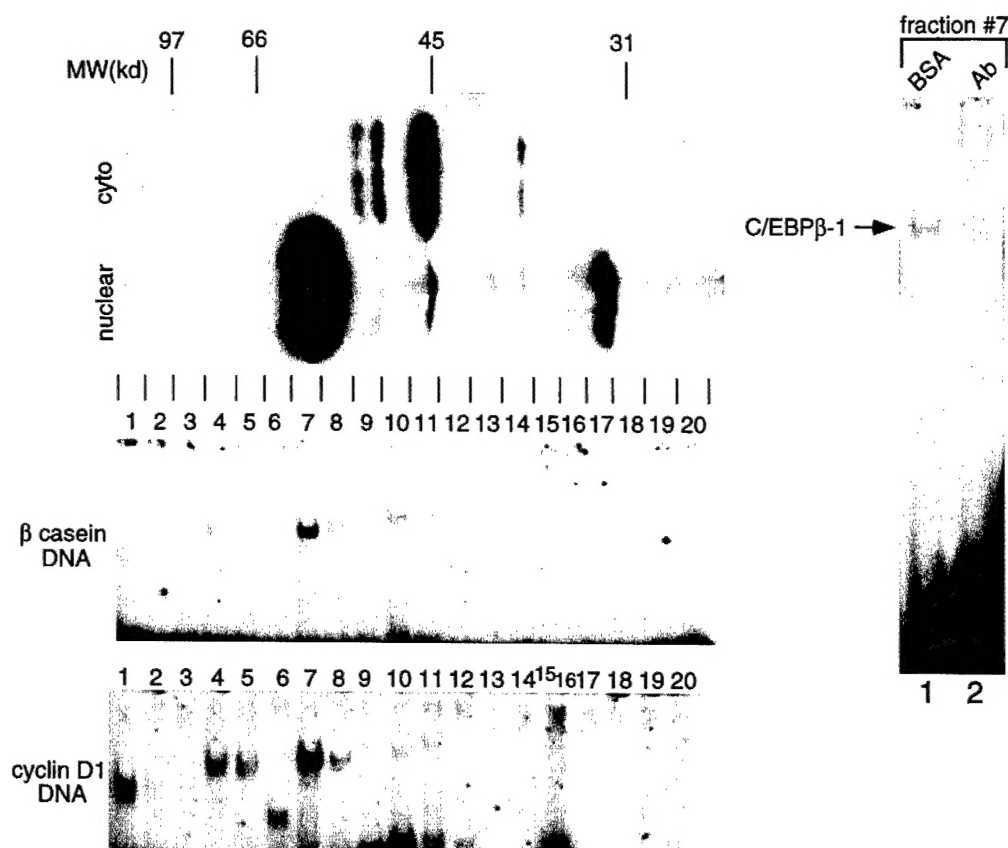 97 66 45 31
MW(kd)
cyto
nuclear
1 2 3 4 5 6 7 8 9 10 11 12 13 14 15 16 17 18 19 20
β casein
DNA
1 2 3 4 5 6 7 8 9 10 11 12 13 14 15 16 17 18 19 20
cyclin D1
DNA
fraction #7
BSA Ab
C/EBPβ-1
1 2